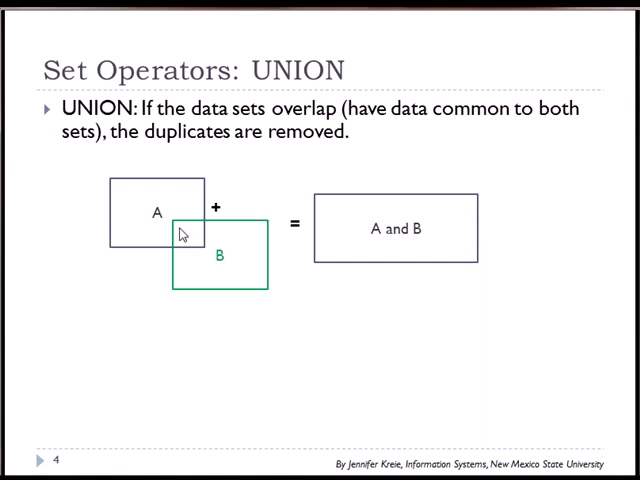 Set Operators: UNION
UNION: If the data sets overlap (have data common to both
sets), the duplicates are removed.
A
+
B
=
A and B
4
By Jennifer Kreie, Information Systems, New Mexico State University